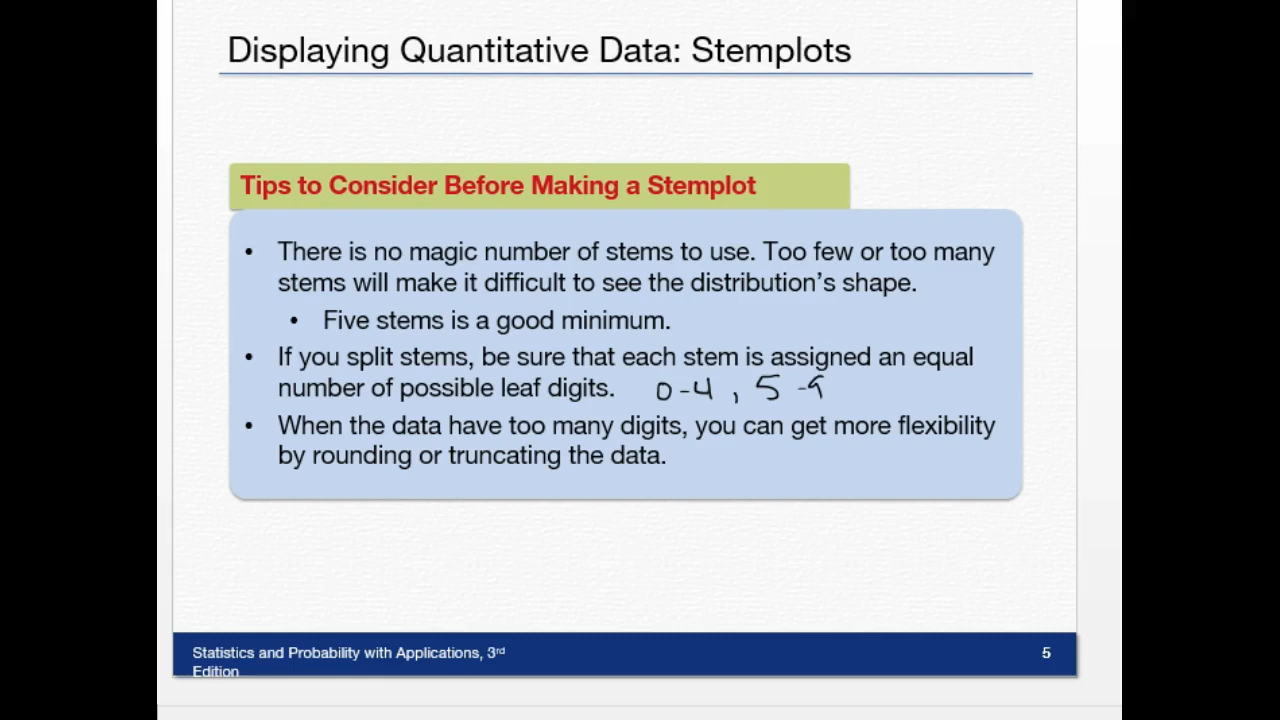 Displaying Quantitative Data: Stemplots
Tips to Consider Before Making a Stemplot
• There is no magic number of stems to use. Too few or too many
stems will make it difficult to see the distribution’s shape.
• Five stems is a good minimum.
• If you split stems, be sure that each stem is assigned an equal
number of possible leaf digits. 0-4, 5-9
• When the data have too many digits, you can get more flexibility
by rounding or truncating the data.
Statistics and Probability with Applications, 3rd
Edition
5